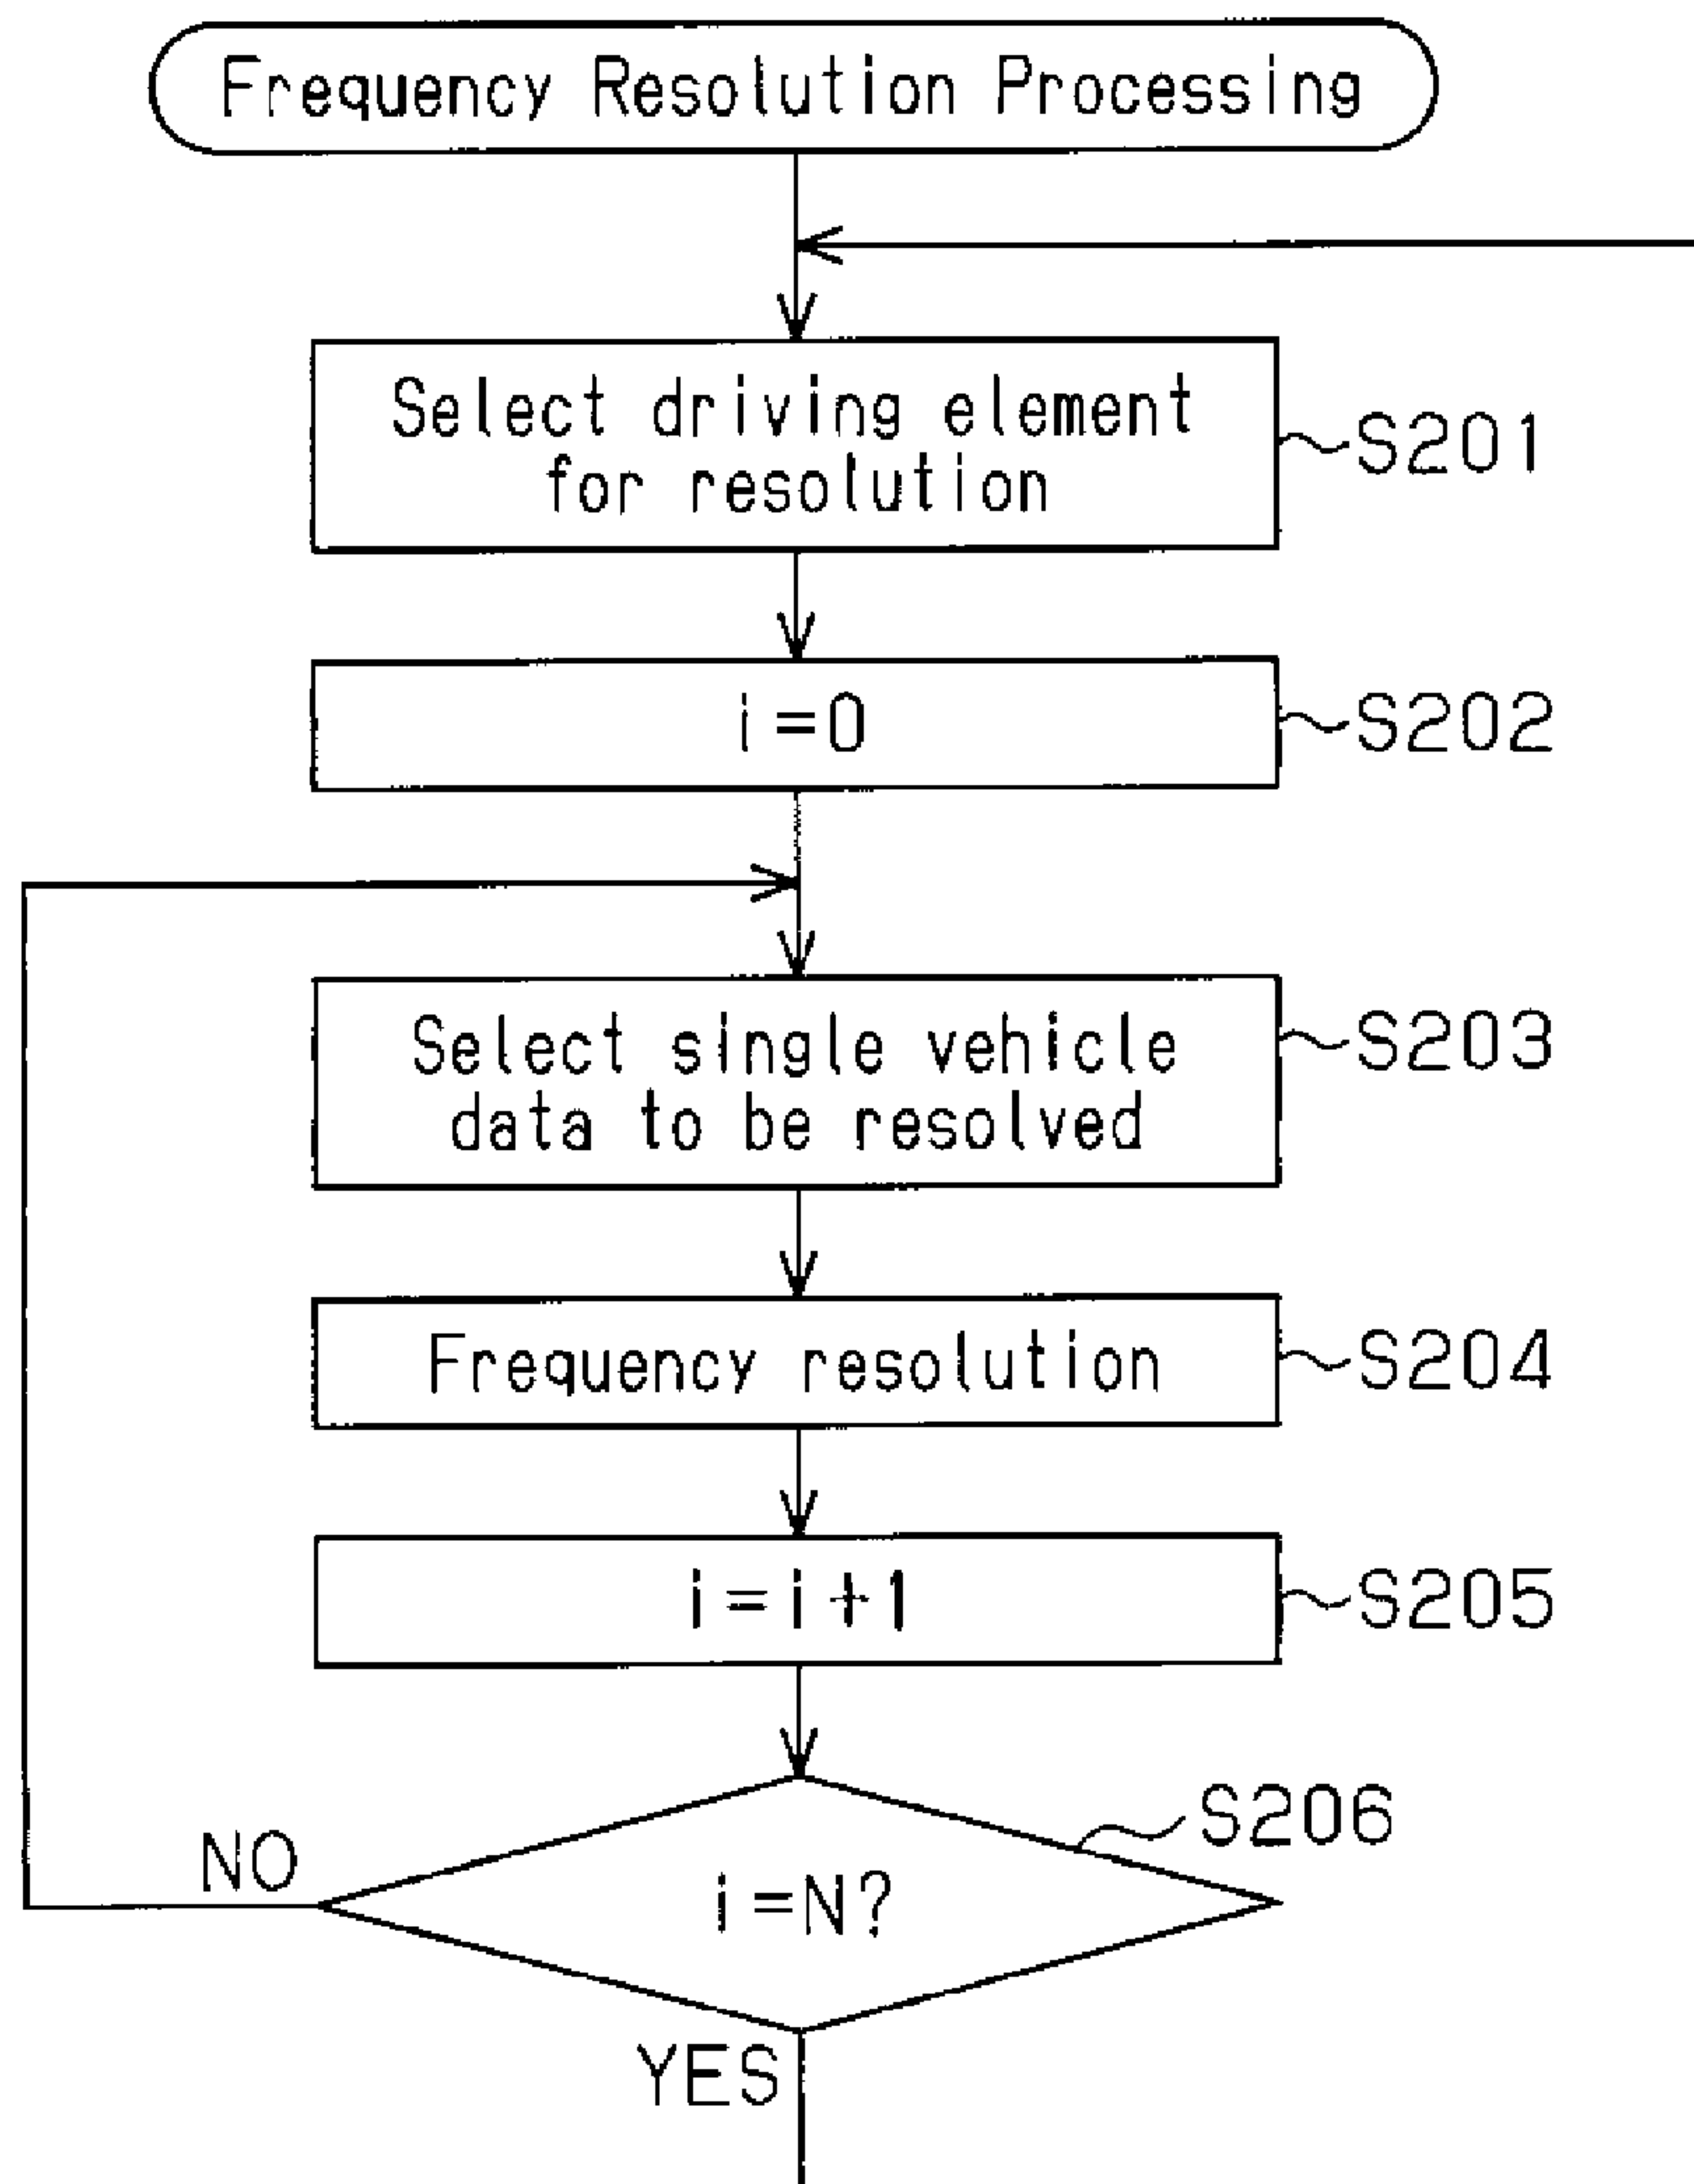 Frequency Resolution Processing
Select driving element
for resolution
S201
i=0
S202
Select single vehicle
data to be resolved
S203
Frequency resolution
S204
i=i+1
S205
S206
NO
i=N?
YES